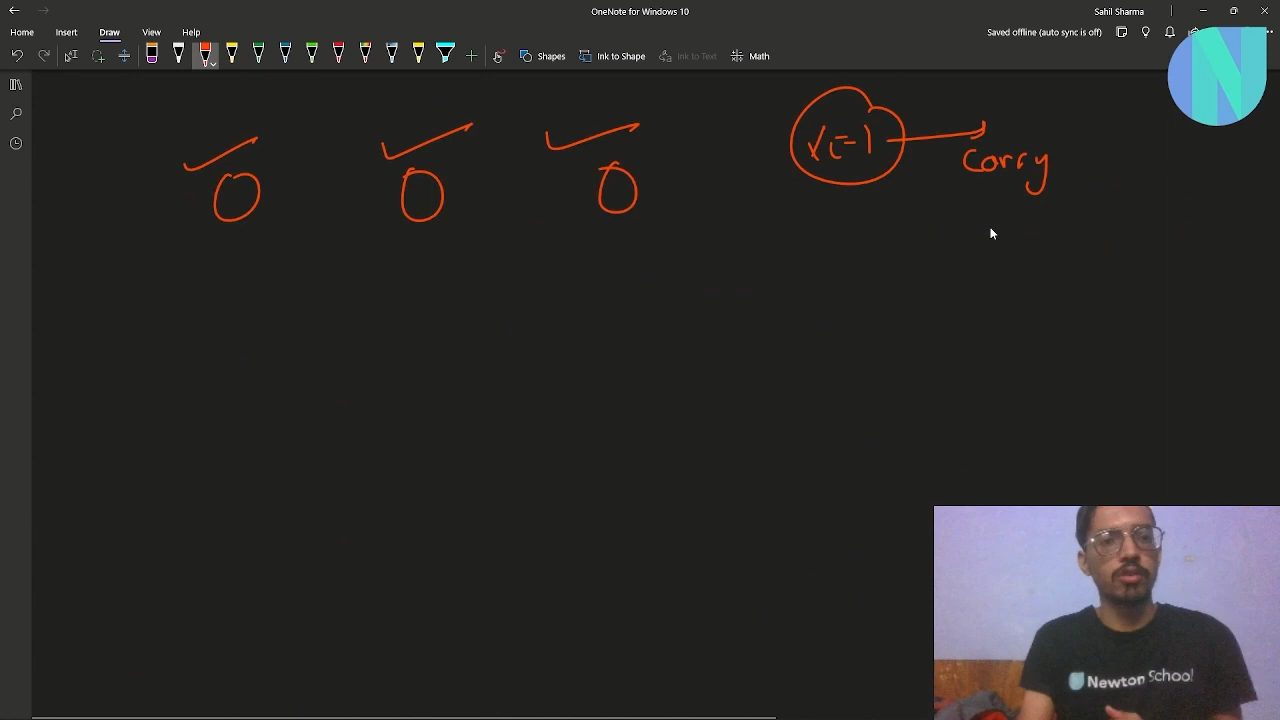 OneNote for Windows 10
Sahil Sharma
Home Insert Draw View Help
Saved offline (auto sync is off)
Shapes Ink to Shape Ink to Text Math
0 0 0
carry
Newton School